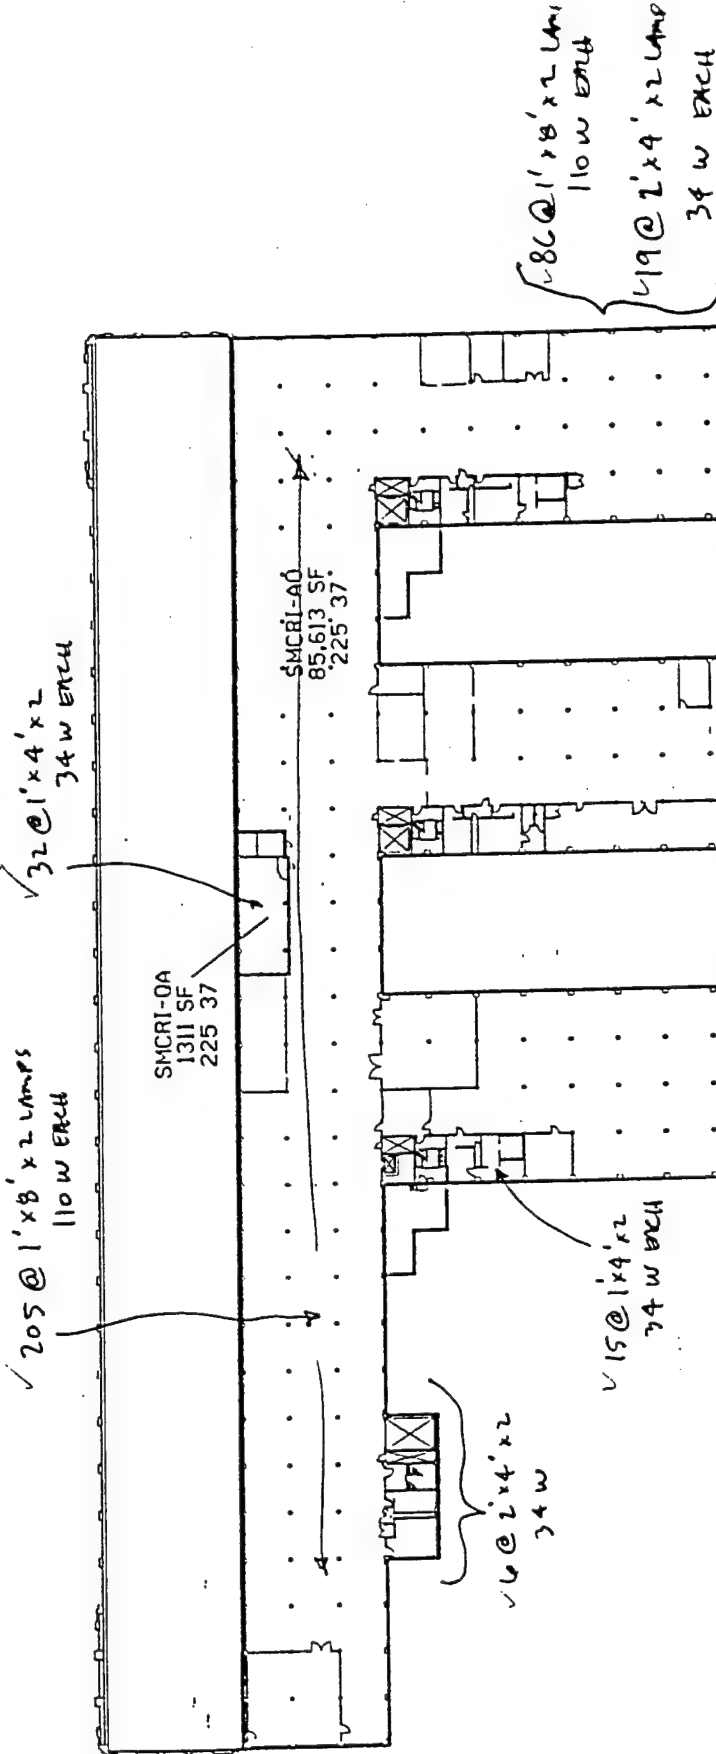 ✓ 205 @ 1' x 8' x 2 LAMPS
110 W EACH
✓ 32 @ 1' x 4' x 2
34 W EACH
SMCRI-OA
1311 SF
225 37
SMCRI-AO
85,613 SF
225 37
✓ 6 @ 2' x 4' x 2
34 W
✓ 15 @ 1' x 4' x 2
34 W EACH
✓ 86 @ 1' x 8' x 2
110 W EACH
✓ 19 @ 2' x 4' x 2 LAMP
34 W EACH